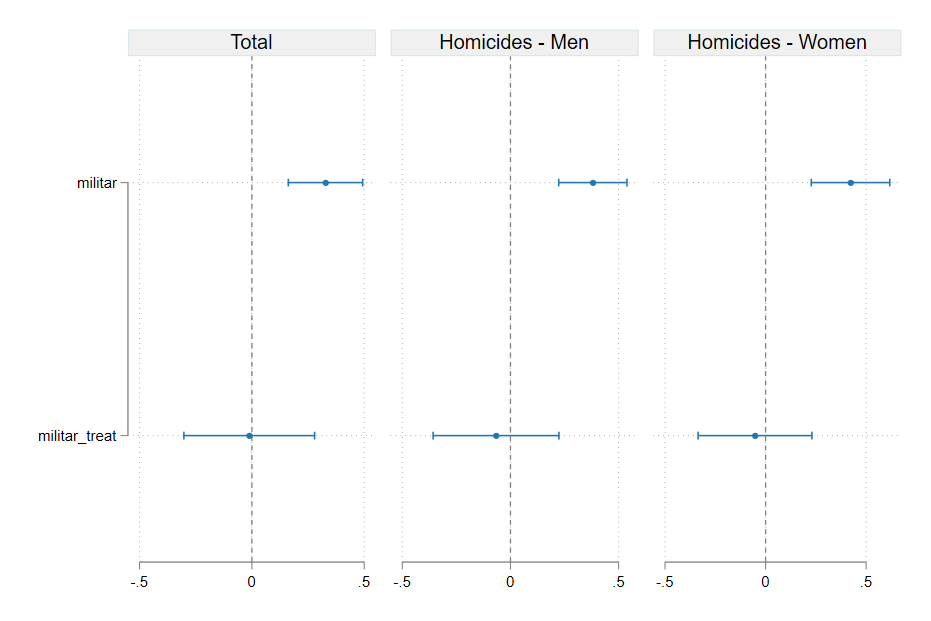 Total
Homicides - Men
Homicides - Women
militar
militar_treat
-.5 0 .5
-.5 0 .5
-.5 0 .5